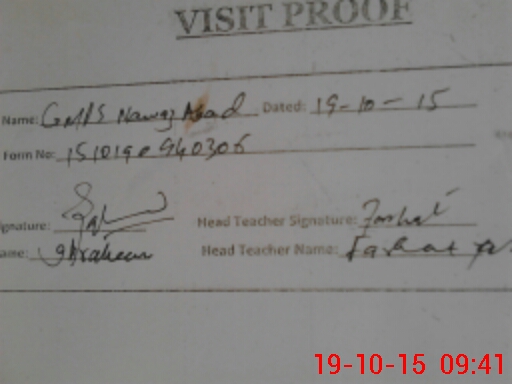 VISIT PROOF
Name: GMPS Nawaz Abad Dated: 19-10-15
Form No: 1510190940306
ignature: Head Teacher Signature: Farhat
ame: Ibraheem Head Teacher Name: Farhat
19-10-15 09:41